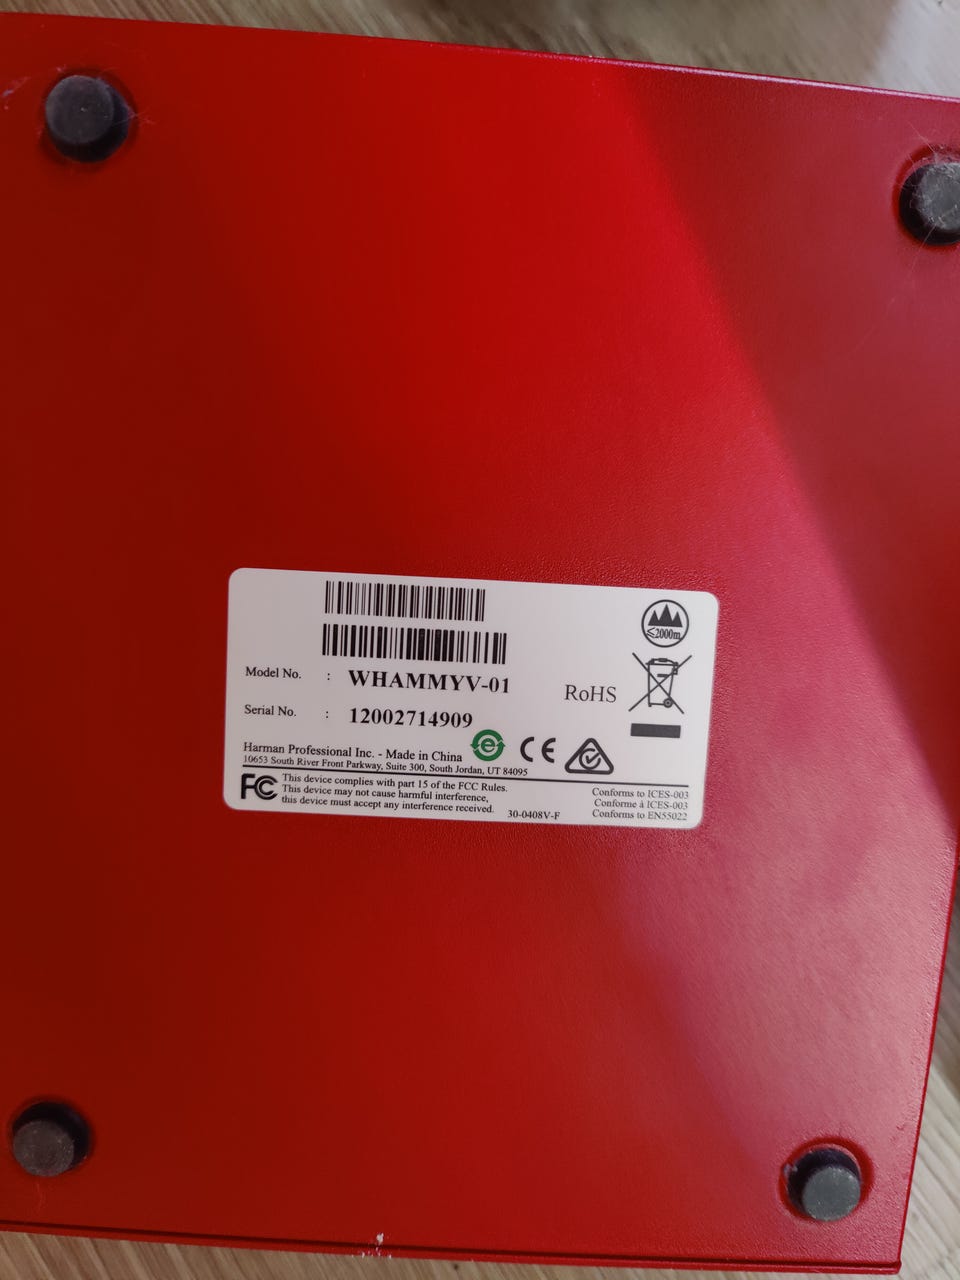 Model No. : WHAMMYV-01
Serial No. : 12002714909
≤2000m
RoHS
Harman Professional Inc. - Made in China
10653 South River Front Parkway, Suite 300, South Jordan, UT 84095
e
CE
FC
This device complies with part 15 of the FCC Rules.
This device may not cause harmful interference,
this device must accept any interference received.
30-0408V-F
Conforms to ICES-003
Conforme à ICES-003
Conforms to EN55022